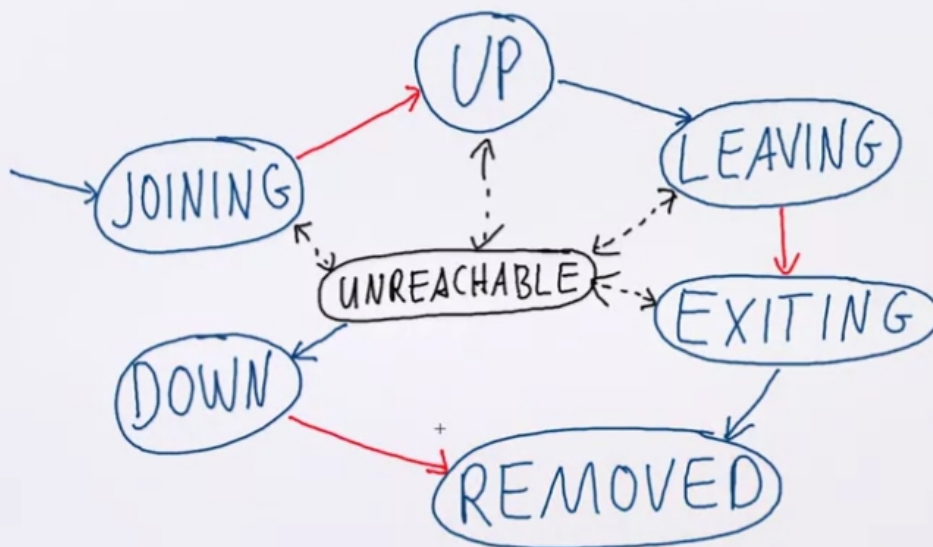 UP
LEAVING
JOINING
UNREACHABLE
EXITING
DOWN
REMOVED